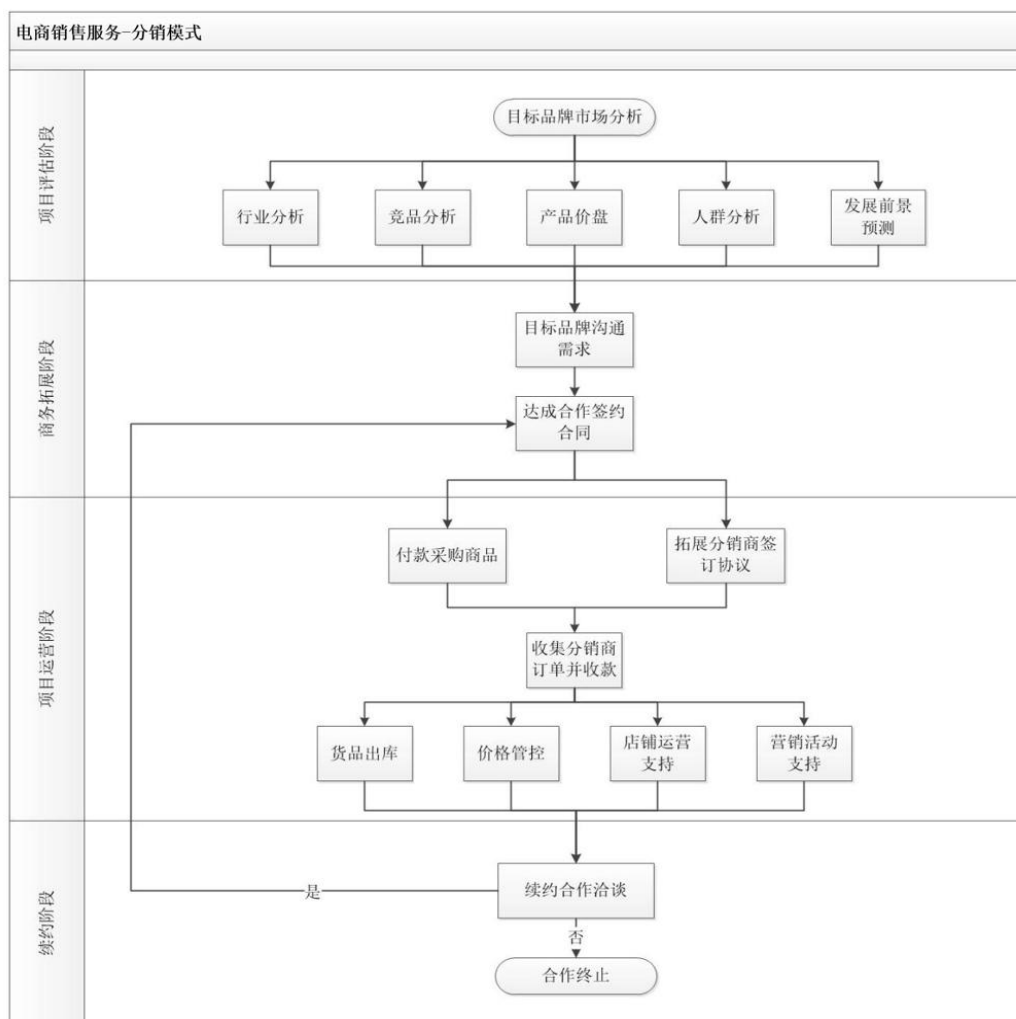 电商销售服务-分销模式
项目评估阶段
目标品牌市场分析
行业分析
竞品分析
产品价盘
人群分析
发展前景
预测
商务拓展阶段
目标品牌沟通
需求
达成合作签约
合同
项目运营阶段
付款采购商品
拓展分销商签
订协议
收集分销商
订单并收款
货品出库
价格管控
店铺运营
支持
营销活动
支持
续约阶段
续约合作洽谈
是
否
合作终止